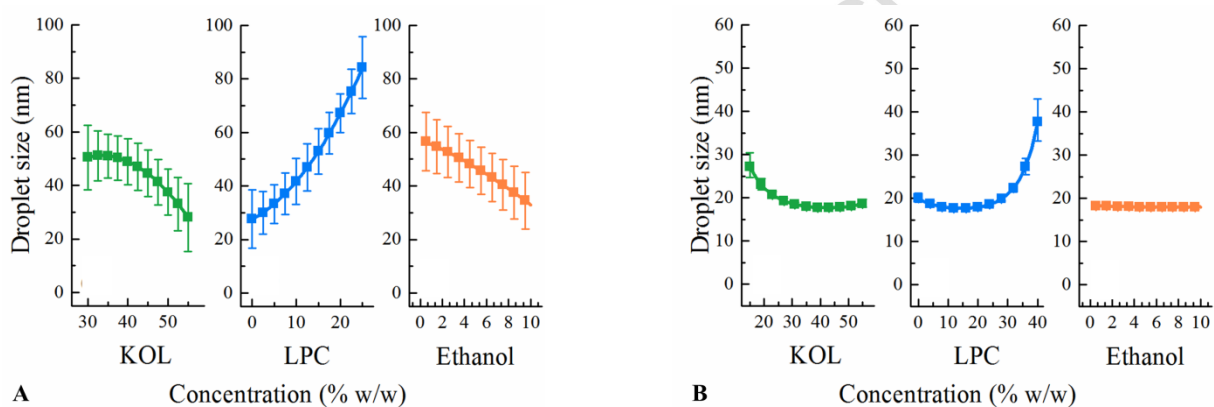 100 100 100
80 80 80
60 60 60
40 40 40
20 20 20
0 0 0
Droplet size (nm)
30 40 50 0 10 20 0 2 4 6 8 10
KOL LPC Ethanol
A Concentration (% w/w)
60 60 60
50 50 50
40 40 40
30 30 30
20 20 20
10 10 10
0 0 0
Droplet size (nm)
20 30 40 50 0 10 20 30 40 0 2 4 6 8 10
KOL LPC Ethanol
B Concentration (% w/w)